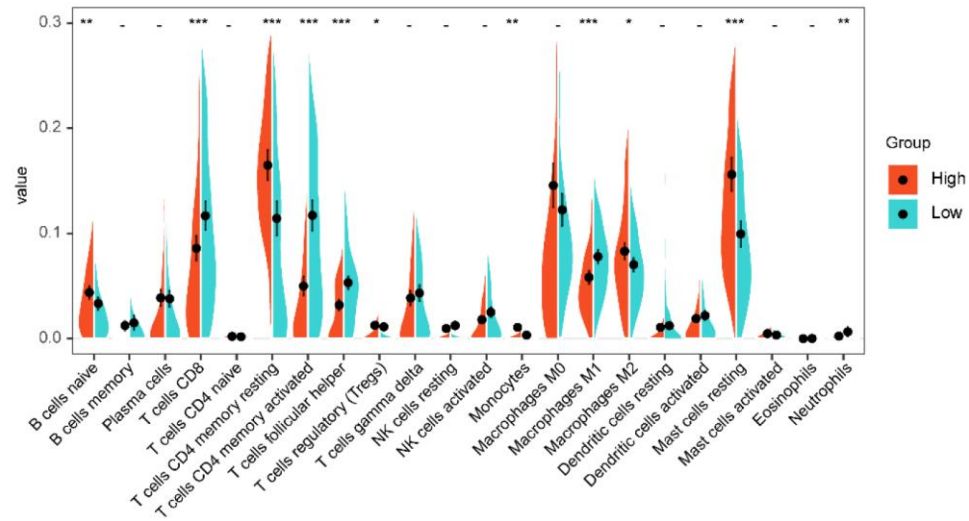 0.3
** - - *** - *** *** *** * - - - ** - *** * - - *** - - **
0.2
0.1
0.0
value
Group
High
Low
B cells naive
B cells memory
Plasma cells
T cells CD8
T cells CD4 naive
T cells CD4 memory resting
T cells CD4 memory activated
T cells follicular helper
T cells regulatory (Tregs)
T cells gamma delta
NK cells resting
NK cells activated
Monocytes
Macrophages M0
Macrophages M1
Macrophages M2
Dendritic cells resting
Dendritic cells activated
Mast cells resting
Mast cells activated
Eosinophils
Neutrophils